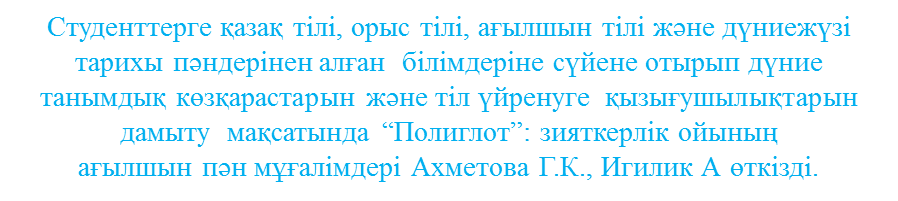 Студенттерге қазақ тілі, орыс тілі, ағылшын тілі және дүниежүзі
тарихы пәндерінен алған білімдеріне сүйене отырып дүние
танымдық көзқарастарын және тіл үйренуге қызығушылықтарын
дамыту мақсатында “Полиглот”: зияткерлік ойының
ағылшын пән мұғалімдері Ахметова Г.К., Игилик А өткізді.